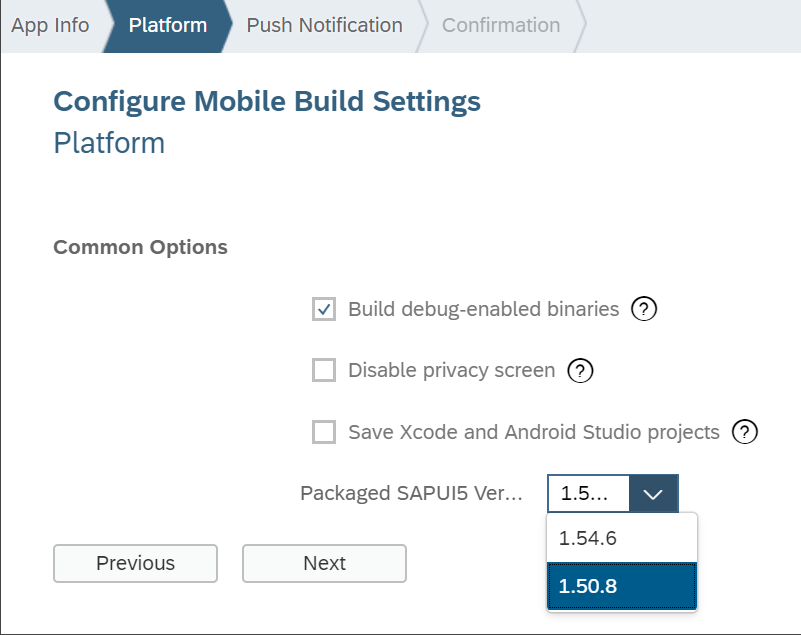 App Info Platform Push Notification Confirmation
Configure Mobile Build Settings
Platform
Common Options
Build debug-enabled binaries ?
Disable privacy screen ?
Save Xcode and Android Studio projects ?
Packaged SAPUI5 Ver... 1.5...
1.54.6
1.50.8
Previous Next